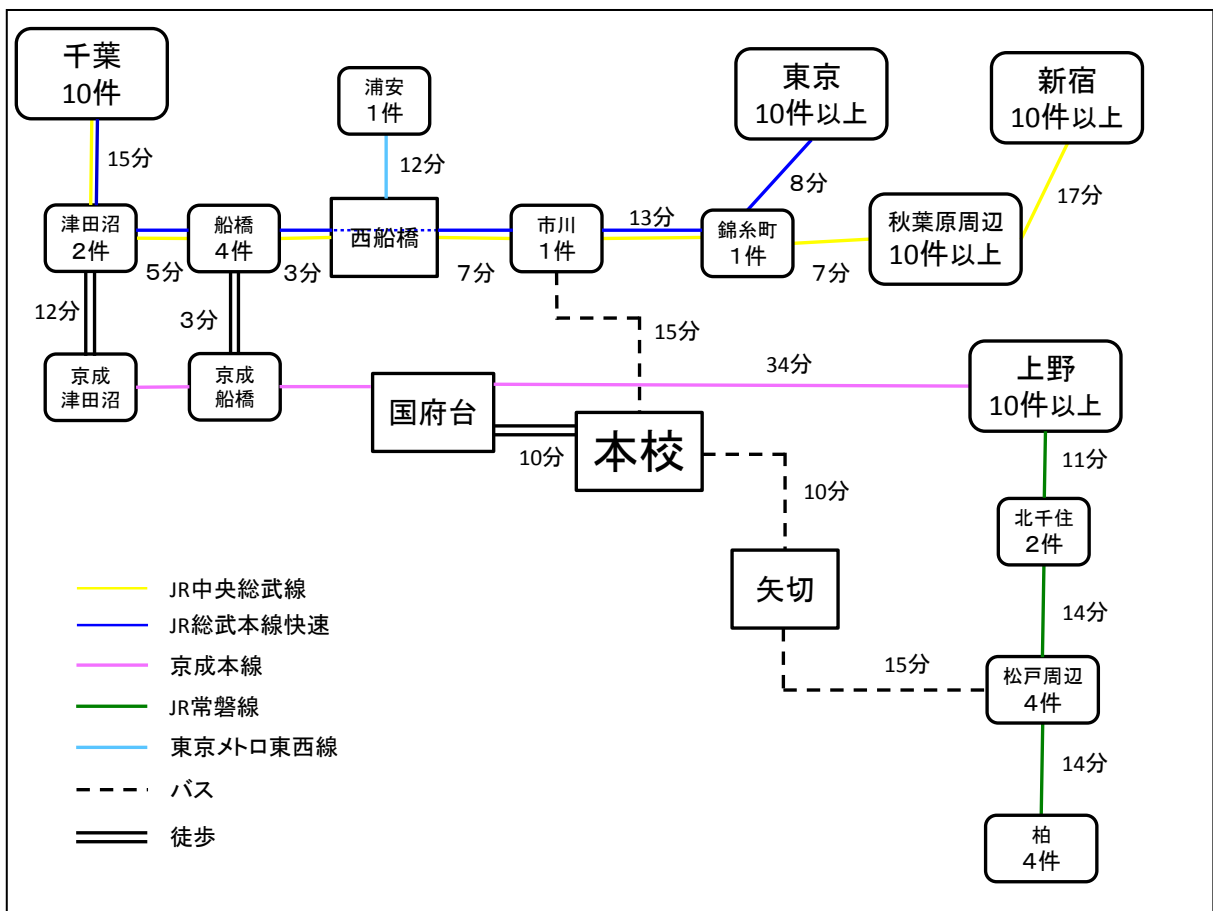 千葉
10件
浦安
1件
東京
10件以上
新宿
10件以上
15分
12分
8分
17分
津田沼
2件
船橋
4件
西船橋
市川
1件
13分
錦糸町
1件
秋葉原周辺
10件以上
5分
3分
7分
7分
12分
3分
15分
34分
京成
津田沼
京成
船橋
国府台
本校
上野
10件以上
10分
10分
11分
北千住
2件
矢切
14分
15分
松戸周辺
4件
14分
柏
4件
JR中央総武線
JR総武本線快速
京成本線
JR常磐線
東京メトロ東西線
バス
徒歩